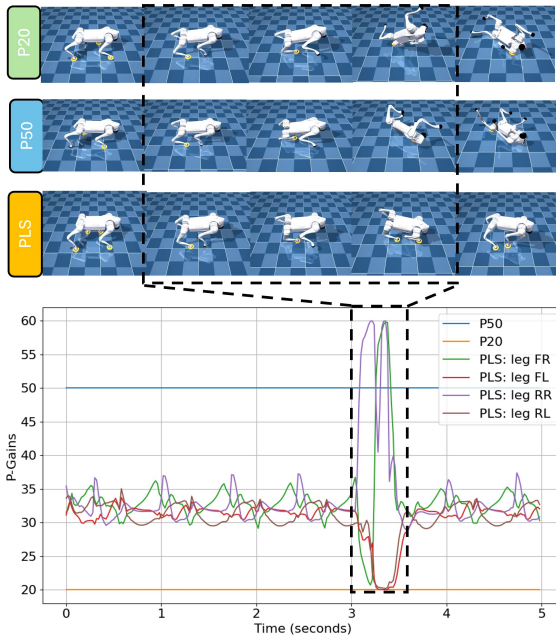 P20
P50
PLS
60
55
50
45
40
35
30
25
20
P-Gains
P50
P20
PLS: leg FR
PLS: leg FL
PLS: leg RR
PLS: leg RL
0
1
2
3
4
5
Time (seconds)